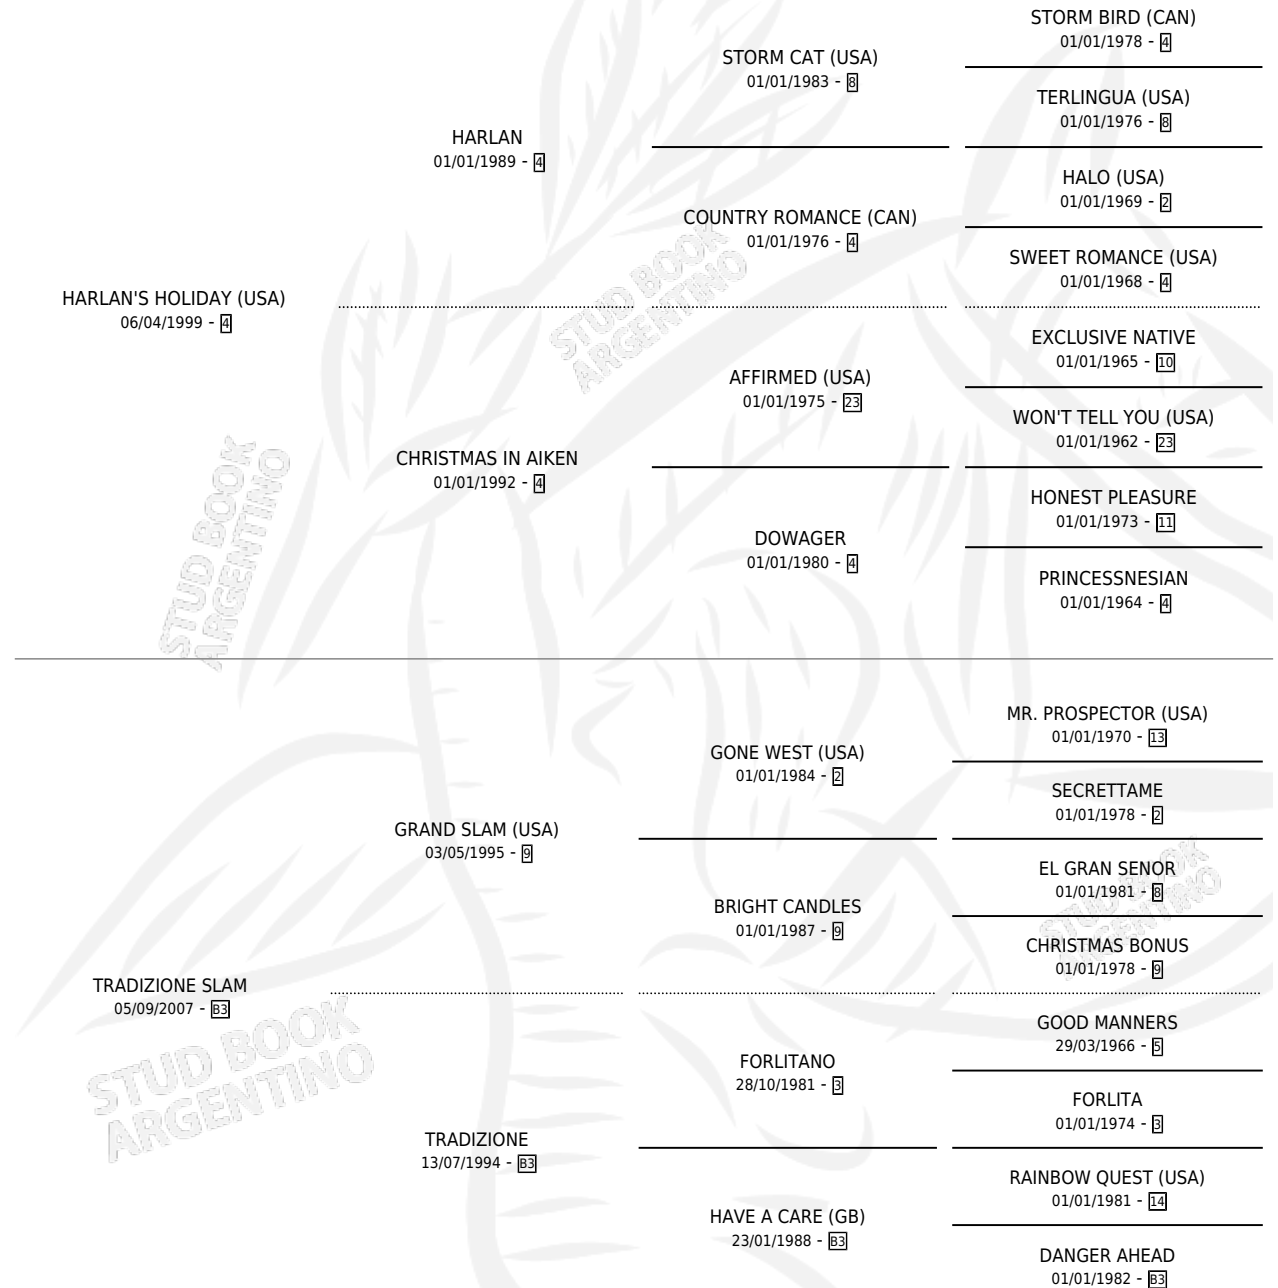 STORM BIRD (CAN)
01/01/1978 - 4
STORM CAT (USA)
01/01/1983 - 8
TERLINGUA (USA)
01/01/1976 - 8
HARLAN
01/01/1989 - 4
HALO (USA)
01/01/1969 - 2
COUNTRY ROMANCE (CAN)
01/01/1976 - 4
SWEET ROMANCE (USA)
01/01/1968 - 4
HARLAN'S HOLIDAY (USA)
06/04/1999 - 4
EXCLUSIVE NATIVE
01/01/1965 - 10
AFFIRMED (USA)
01/01/1975 - 23
WON'T TELL YOU (USA)
01/01/1962 - 23
CHRISTMAS IN AIKEN
01/01/1992 - 4
HONEST PLEASURE
01/01/1973 - 11
DOWAGER
01/01/1980 - 4
PRINCESSNESIAN
01/01/1964 - 4
MR. PROSPECTOR (USA)
01/01/1970 - 13
GONE WEST (USA)
01/01/1984 - 2
SECRETTAME
01/01/1978 - 2
GRAND SLAM (USA)
03/05/1995 - 9
EL GRAN SENOR
01/01/1981 - 8
BRIGHT CANDLES
01/01/1987 - 9
CHRISTMAS BONUS
01/01/1978 - 9
TRADIZIONE SLAM
05/09/2007 - B3
GOOD MANNERS
29/03/1966 - 5
FORLITANO
28/10/1981 - 3
FORLITA
01/01/1974 - 3
TRADIZIONE
13/07/1994 - B3
RAINBOW QUEST (USA)
01/01/1981 - 14
HAVE A CARE (GB)
23/01/1988 - B3
DANGER AHEAD
01/01/1982 - B3
STUD BOOK
ARGENTINO
STUD BOOK
ARGENTINO
STUD BOOK
ARGENTINO
STUD BOOK
ARGENTINO